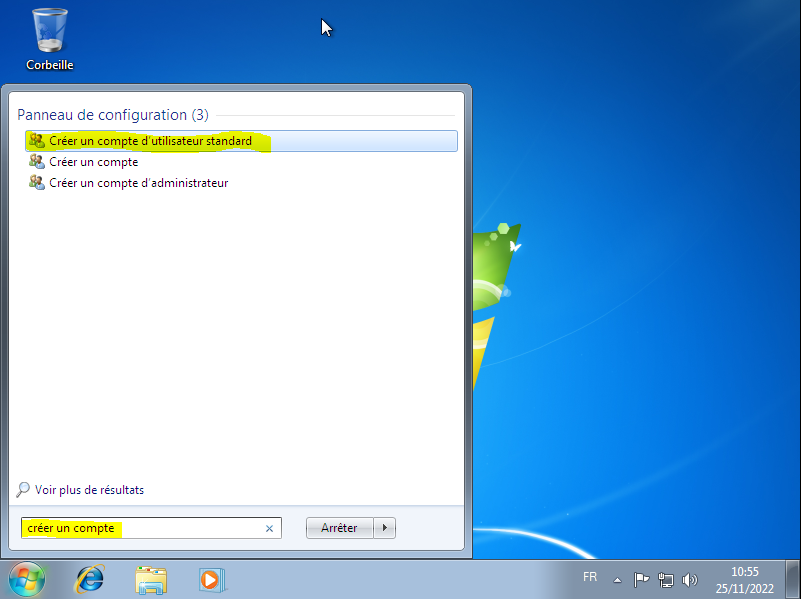 Corbeille
Panneau de configuration (3)
Créer un compte d'utilisateur standard
Créer un compte
Créer un compte d'administrateur
Voir plus de résultats
créer un compte
Arrêter
FR
10:55
25/11/2022